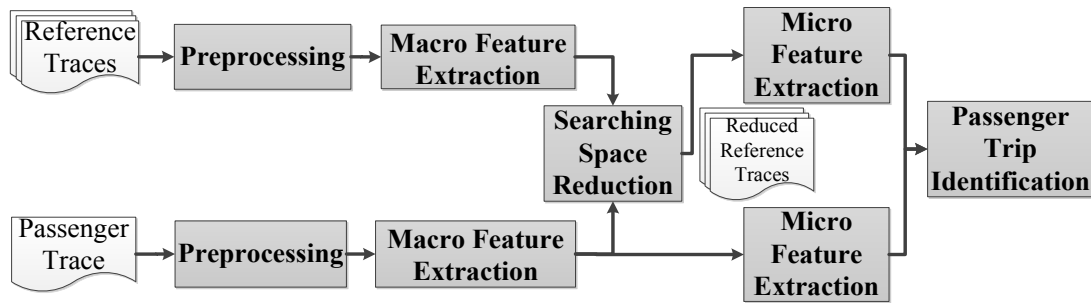 Reference
Traces
Preprocessing
Macro Feature
Extraction
Micro
Feature
Extraction
Searching
Space
Reduction
Reduced
Reference
Traces
Passenger
Trip
Identification
Passenger
Trace
Preprocessing
Macro Feature
Extraction
Micro
Feature
Extraction